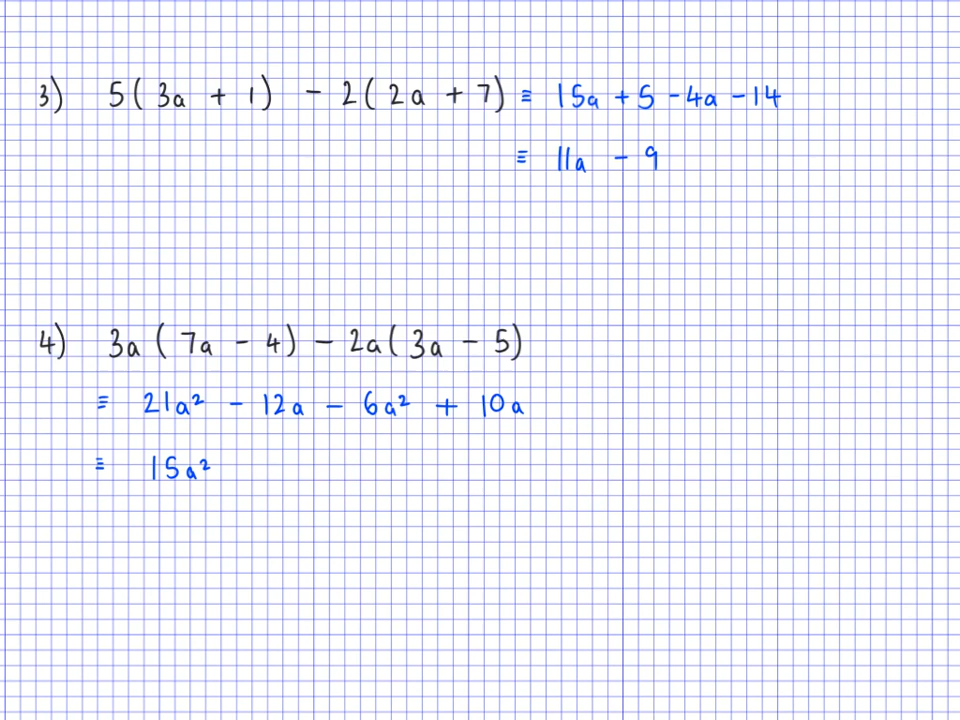 3) 5(3a + 1) - 2(2a + 7) ≡ 15a + 5 - 4a - 14
≡ 11a - 9
4) 3a(7a - 4) - 2a(3a - 5)
≡ 21a² - 12a - 6a² + 10a
≡ 15a²